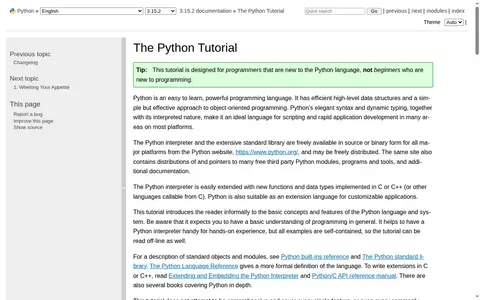 Python » English 3.15.2 3.15.2 documentation » The Python Tutorial Quick search Go | previous | next | modules | index
Theme Auto
Previous topic
Changelog
Next topic
1. Whetting Your Appetite
This page
Report a bug
Improve this page
Show source
The Python Tutorial
Tip: This tutorial is designed for programmers that are new to the Python language, not beginners who are
new to programming.
Python is an easy to learn, powerful programming language. It has efficient high-level data structures and a sim-
ple but effective approach to object-oriented programming. Python's elegant syntax and dynamic typing, together
with its interpreted nature, make it an ideal language for scripting and rapid application development in many ar-
eas on most platforms.
The Python interpreter and the extensive standard library are freely available in source or binary form for all ma-
jor platforms from the Python website, https://www.python.org/, and may be freely distributed. The same site also
contains distributions of and pointers to many free third party Python modules, programs and tools, and addi-
tional documentation.
The Python interpreter is easily extended with new functions and data types implemented in C or C++ (or other
languages callable from C). Python is also suitable as an extension language for customizable applications.
This tutorial introduces the reader informally to the basic concepts and features of the Python language and sys-
tem. Be aware that it expects you to have a basic understanding of programming in general. It helps to have a
Python interpreter handy for hands-on experience, but all examples are self-contained, so the tutorial can be
read off-line as well.
For a description of standard objects and modules, see Python built-ins reference and The Python standard li-
brary. The Python Language Reference gives a more formal definition of the language. To write extensions in C
or C++, read Extending and Embedding the Python Interpreter and Python/C API reference manual. There are
also several books covering Python in depth.